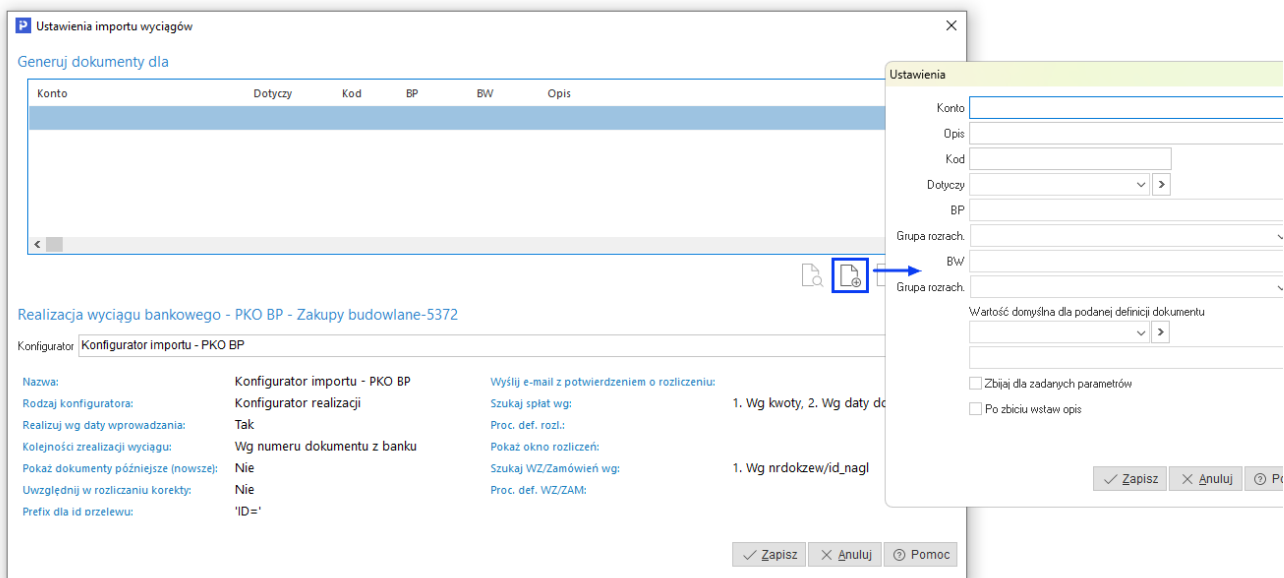 Ustawienia importu wyciągów
Generuj dokumenty dla
Konto Dotyczy Kod BP BW Opis
Realizacja wyciągu bankowego - PKO BP - Zakupy budowlane-5372
Konfigurator Konfigurator importu - PKO BP
Nazwa: Konfigurator importu - PKO BP Wyślij e-mail z potwierdzeniem o rozliczeniu:
Rodzaj konfiguratora: Konfigurator realizacji Szukaj spłat wg: 1. Wg kwoty, 2. Wg daty do
Realizuj wg daty wprowadzania: Tak Proc. def. rozl.:
Kolejności zrealizacji wyciągu: Wg numeru dokumentu z banku Pokaż okno rozliczeń:
Pokaż dokumenty późniejsze (nowsze): Nie Szukaj WZ/Zamówień wg: 1. Wg nrdokzew/id_nagl
Uwzględnij w rozliczaniu korekty: Nie Proc. def. WZ/ZAM:
Prefix dla id przelewu: 'ID='
Zapisz Anuluj Pomoc
Ustawienia
Konto
Opis
Kod
Dotyczy
BP
Grupa rozrach.
BW
Grupa rozrach.
Wartość domyślna dla podanej definicji dokumentu
Zbijaj dla zadanych parametrów
Po zbiciu wstaw opis
Zapisz Anuluj